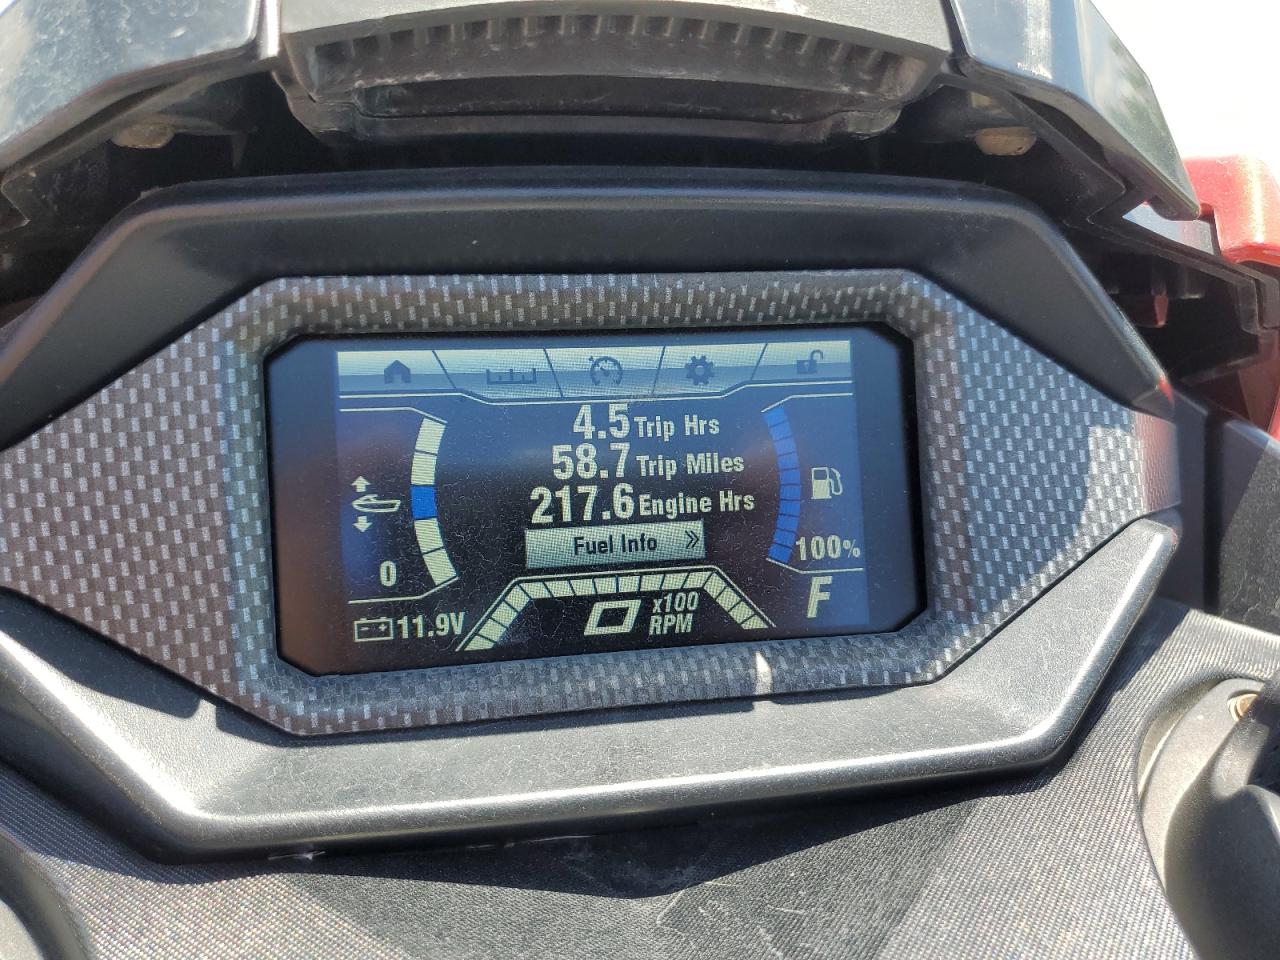 4.5 Trip Hrs
58.7 Trip Miles
217.6 Engine Hrs
Fuel Info
0
100%
F
11.9V
0 x100 RPM